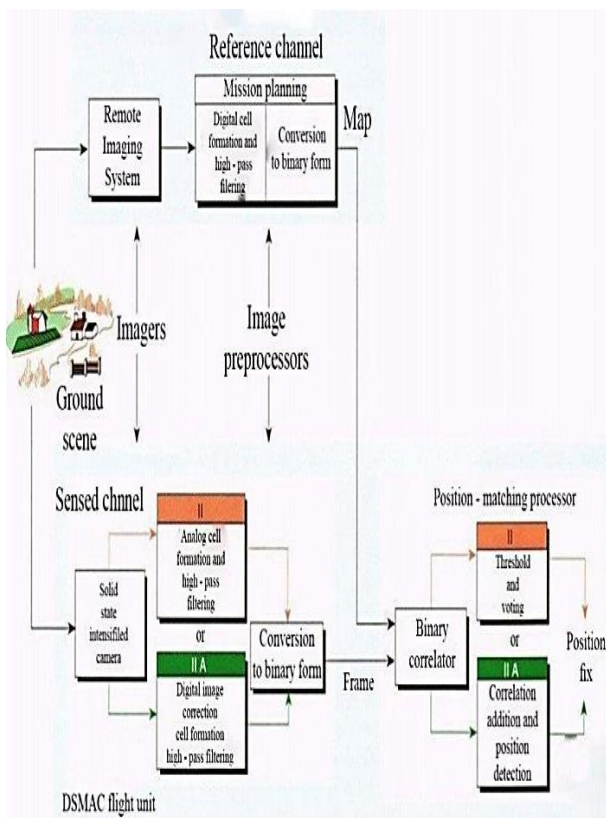 Reference channel
Mission planning
Remote
Imaging
System
Digital cell
formation and
high - pass
filering
Conversion
to binary form
Map
Imagers
Image
preprocessors
Ground
scene
Sensed chnnel
Position - matching processor
II
Analog cell
formation and
high - pass
filtering
or
II A
Digital image
correction
cell formation
high - pass filtering
Solid
state
intensifiled
camera
Conversion
to binary form
Frame
Binary
correlator
II
Threshold
and
voting
or
II A
Correlation
addition and
position
detection
Position
fix
DSMAC flight unit